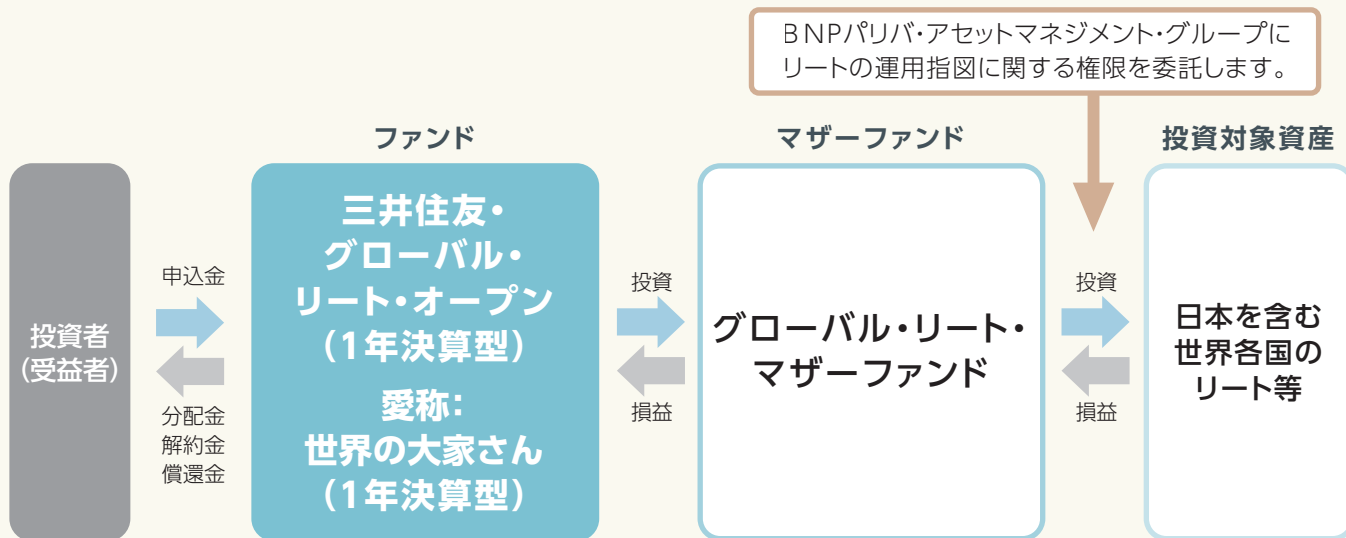 BNPパリバ・アセットマネジメント・グループに
リートの運用指図に関する権限を委託します。
ファンド
マザーファンド
投資対象資産
投資者
(受益者)
申込金
分配金
解約金
償還金
三井住友・
グローバル・
リート・オープン
(1年決算型)
愛称:
世界の大家さん
(1年決算型)
投資
損益
グローバル・リート・
マザーファンド
投資
損益
日本を含む
世界各国の
リート等